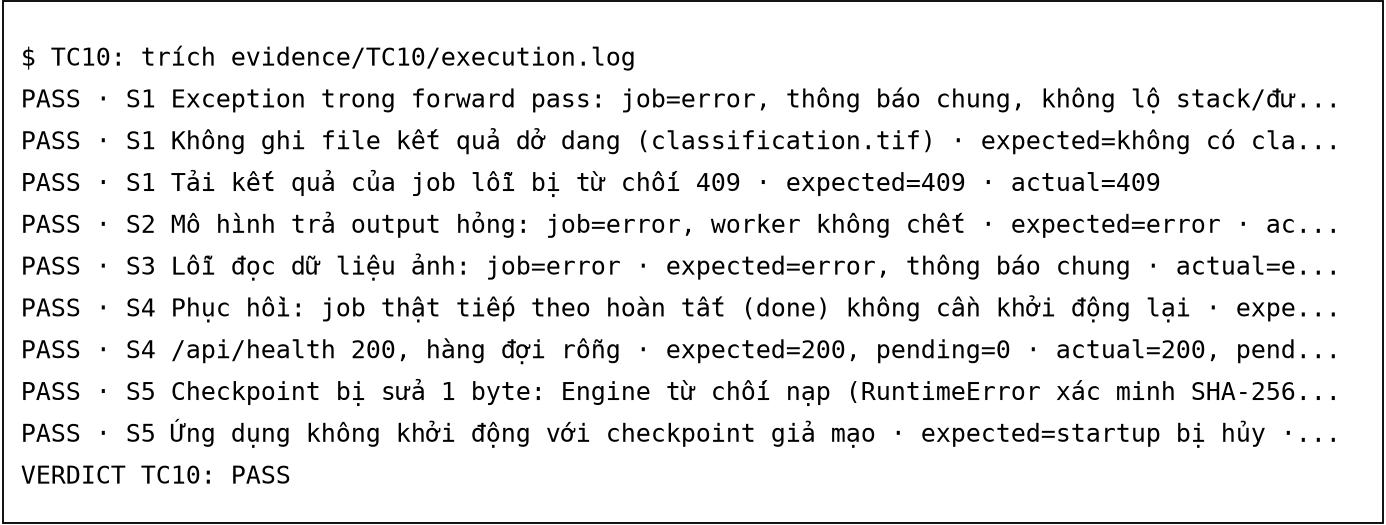 $ TC10: trích evidence/TC10/execution.log
PASS · S1 Exception trong forward pass: job=error, thông báo chung, không lộ stack/đư...
PASS · S1 Không ghi file kết quả dở dang (classification.tif) · expected=không có cla...
PASS · S1 Tải kết quả của job lỗi bị từ chối 409 · expected=409 · actual=409
PASS · S2 Mô hình trả output hỏng: job=error, worker không chết · expected=error · ac...
PASS · S3 Lỗi đọc dữ liệu ảnh: job=error · expected=error, thông báo chung · actual=e...
PASS · S4 Phục hồi: job thật tiếp theo hoàn tất (done) không cần khởi động lại · expe...
PASS · S4 /api/health 200, hàng đợi rỗng · expected=200, pending=0 · actual=200, pend...
PASS · S5 Checkpoint bị sửa 1 byte: Engine từ chối nạp (RuntimeError xác minh SHA-256...
PASS · S5 Ứng dụng không khởi động với checkpoint giả mạo · expected=startup bị hủy ·...
VERDICT TC10: PASS